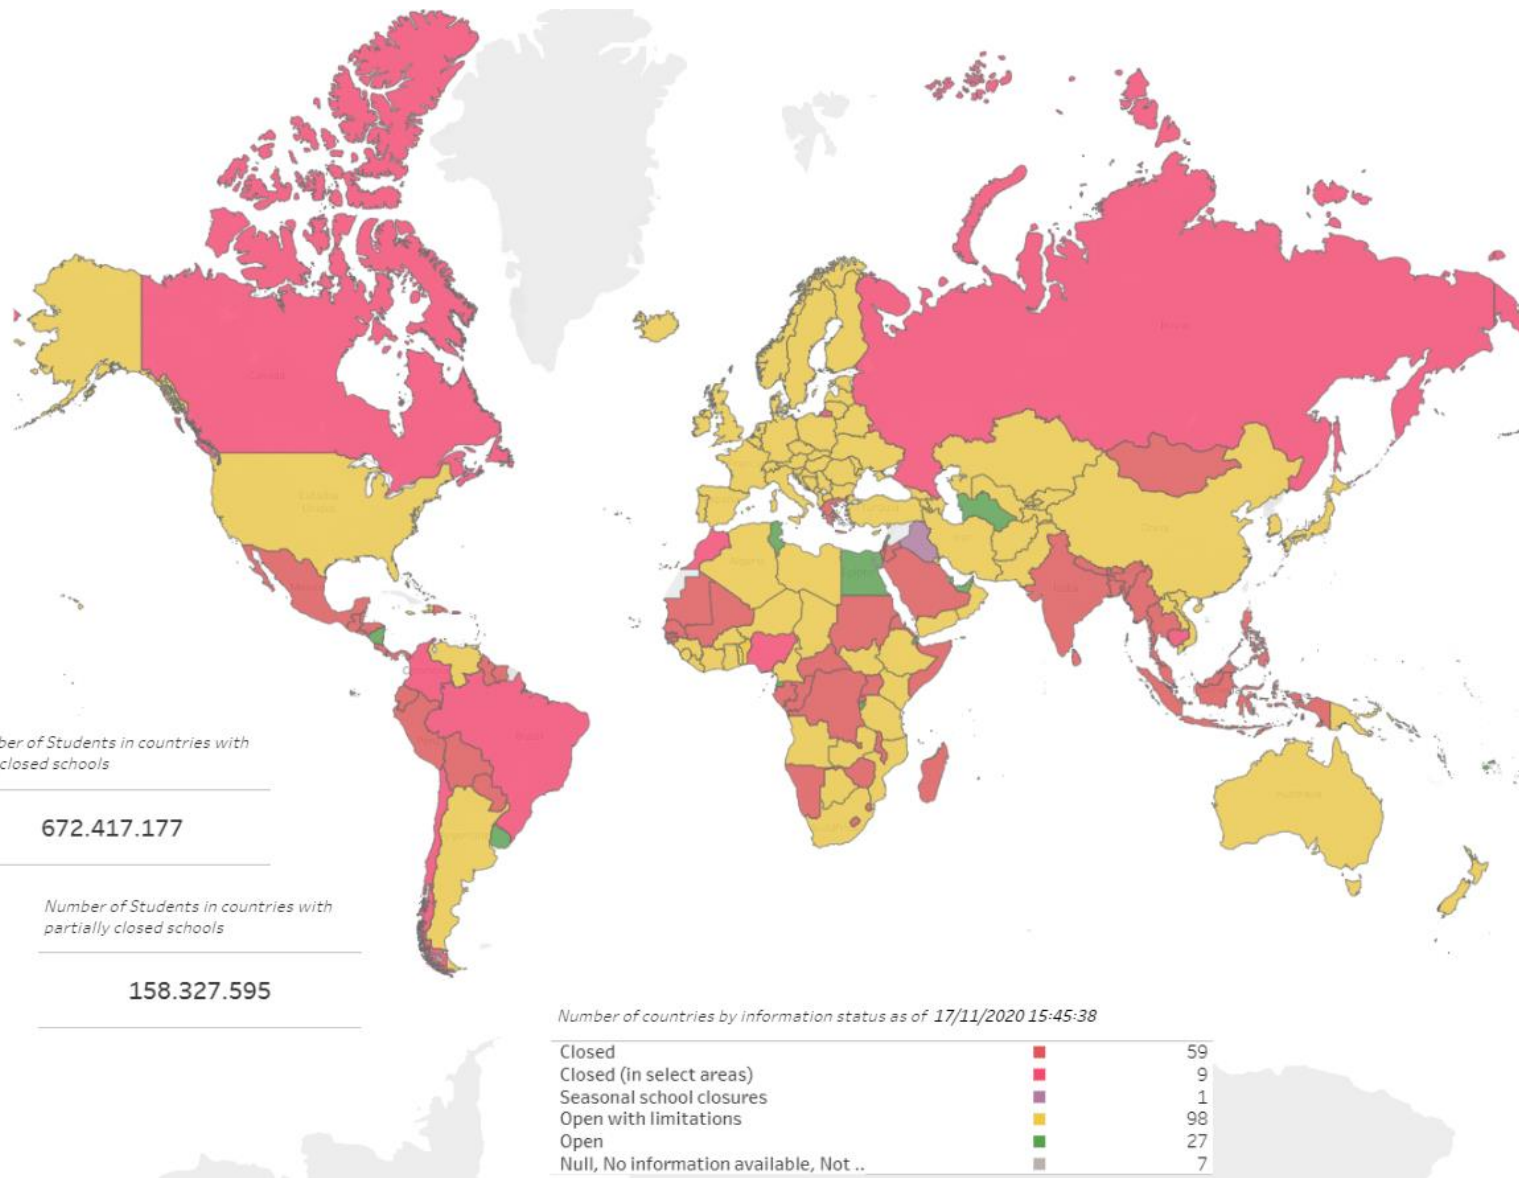 ber of Students in countries with
closed schools
672.417.177
Number of Students in countries with
partially closed schools
158.327.595
Number of countries by information status as of 17/11/2020 15:45:38
Closed 59
Closed (in select areas) 9
Seasonal school closures 1
Open with limitations 98
Open 27
Null, No information available, Not .. 7